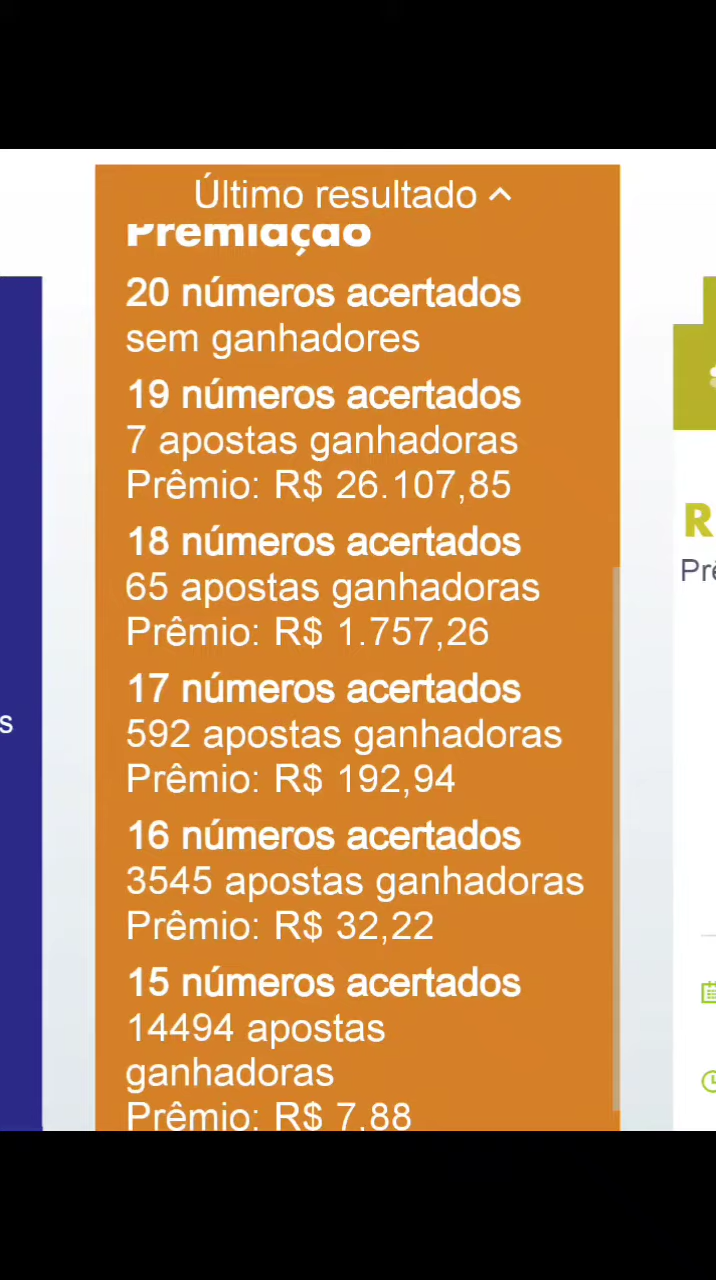 Último resultado
Premiação
20 números acertados
sem ganhadores
19 números acertados
7 apostas ganhadoras
Prêmio: R$ 26.107,85
18 números acertados
65 apostas ganhadoras
Prêmio: R$ 1.757,26
17 números acertados
592 apostas ganhadoras
Prêmio: R$ 192,94
16 números acertados
3545 apostas ganhadoras
Prêmio: R$ 32,22
15 números acertados
14494 apostas
ganhadoras
Prêmio: R$ 7,88
s
R
Prê